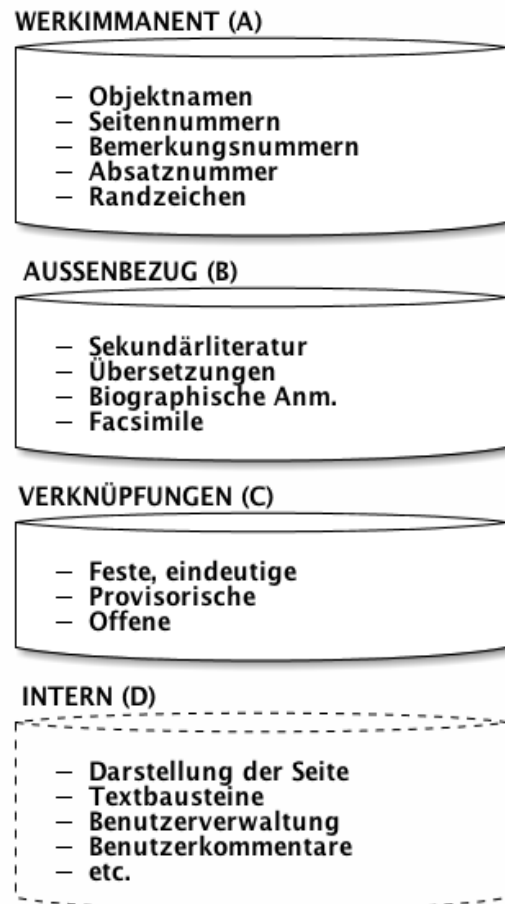 WERKIMMANENT (A)
– Objektnamen
– Seitennummern
– Bemerkungsnummern
– Absatznummer
– Randzeichen
AUSSENBEZUG (B)
– Sekundärliteratur
– Übersetzungen
– Biographische Anm.
– Facsimile
VERKNÜPFUNGEN (C)
– Feste, eindeutige
– Provisorische
– Offene
INTERN (D)
– Darstellung der Seite
– Textbausteine
– Benutzerverwaltung
– Benutzerkommentare
– etc.